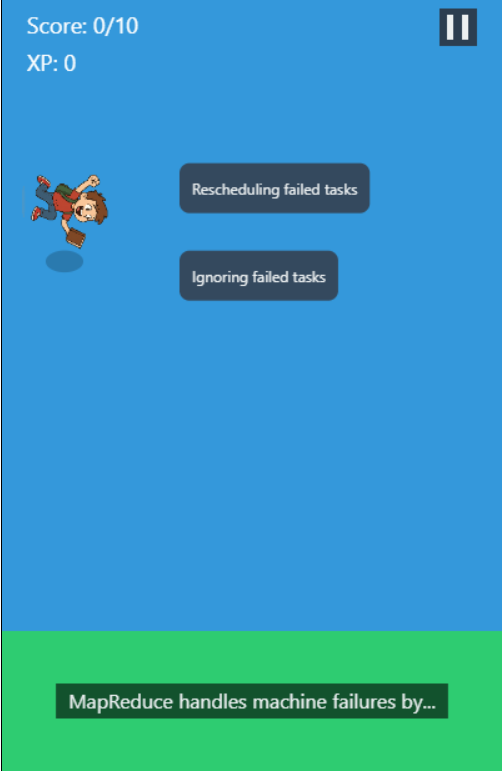 Score: 0/10
XP: 0
Rescheduling failed tasks
Ignoring failed tasks
MapReduce handles machine failures by...